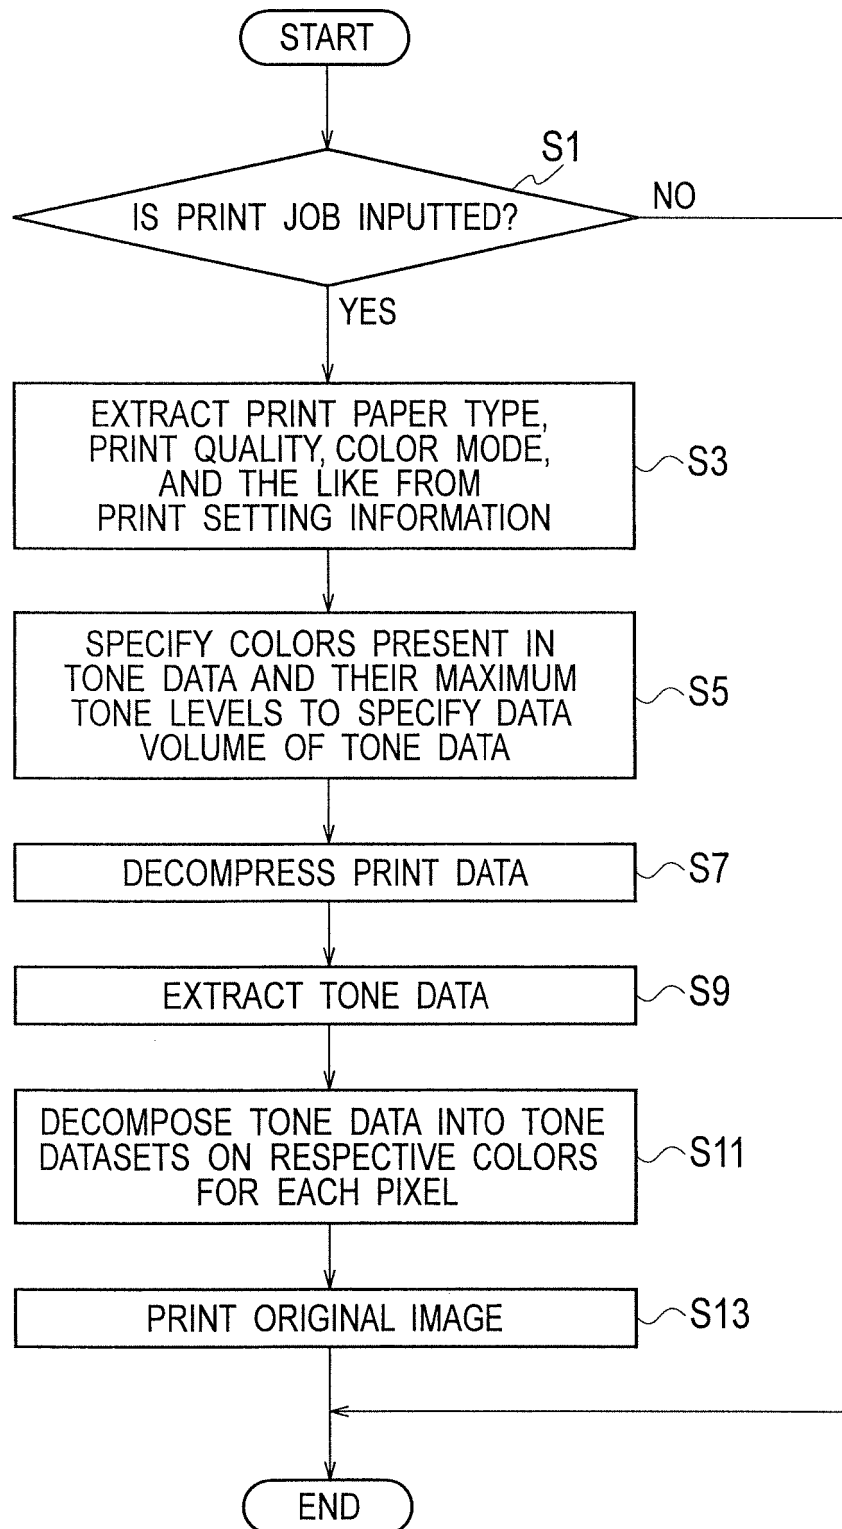 START
S1
IS PRINT JOB INPUTTED?
NO
YES
EXTRACT PRINT PAPER TYPE,
PRINT QUALITY, COLOR MODE,
AND THE LIKE FROM
PRINT SETTING INFORMATION
S3
SPECIFY COLORS PRESENT IN
TONE DATA AND THEIR MAXIMUM
TONE LEVELS TO SPECIFY DATA
VOLUME OF TONE DATA
S5
DECOMPRESS PRINT DATA
S7
EXTRACT TONE DATA
S9
DECOMPOSE TONE DATA INTO TONE
DATASETS ON RESPECTIVE COLORS
FOR EACH PIXEL
S11
PRINT ORIGINAL IMAGE
S13
END